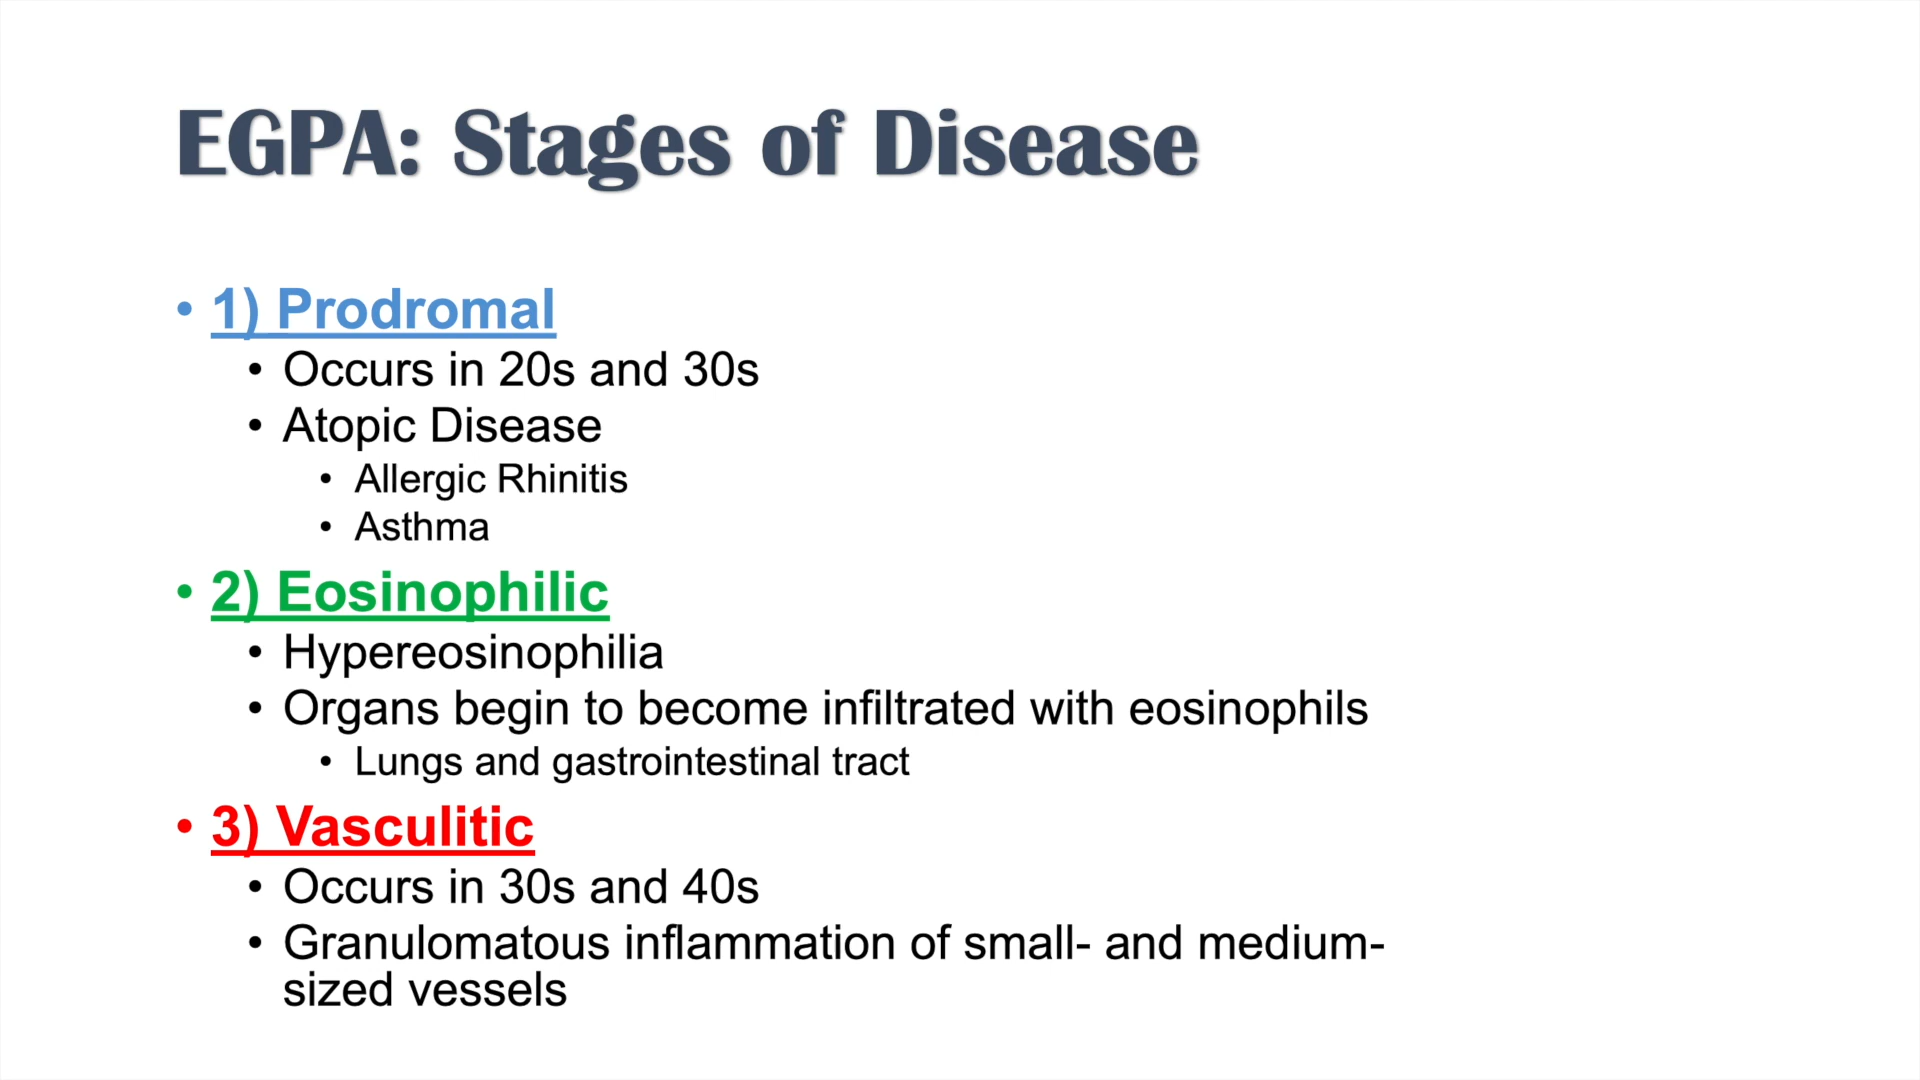 EGPA: Stages of Disease
• 1) Prodromal
• Occurs in 20s and 30s
• Atopic Disease
• Allergic Rhinitis
• Asthma
• 2) Eosinophilic
• Hypereosinophilia
• Organs begin to become infiltrated with eosinophils
• Lungs and gastrointestinal tract
• 3) Vasculitic
• Occurs in 30s and 40s
• Granulomatous inflammation of small- and medium-
sized vessels